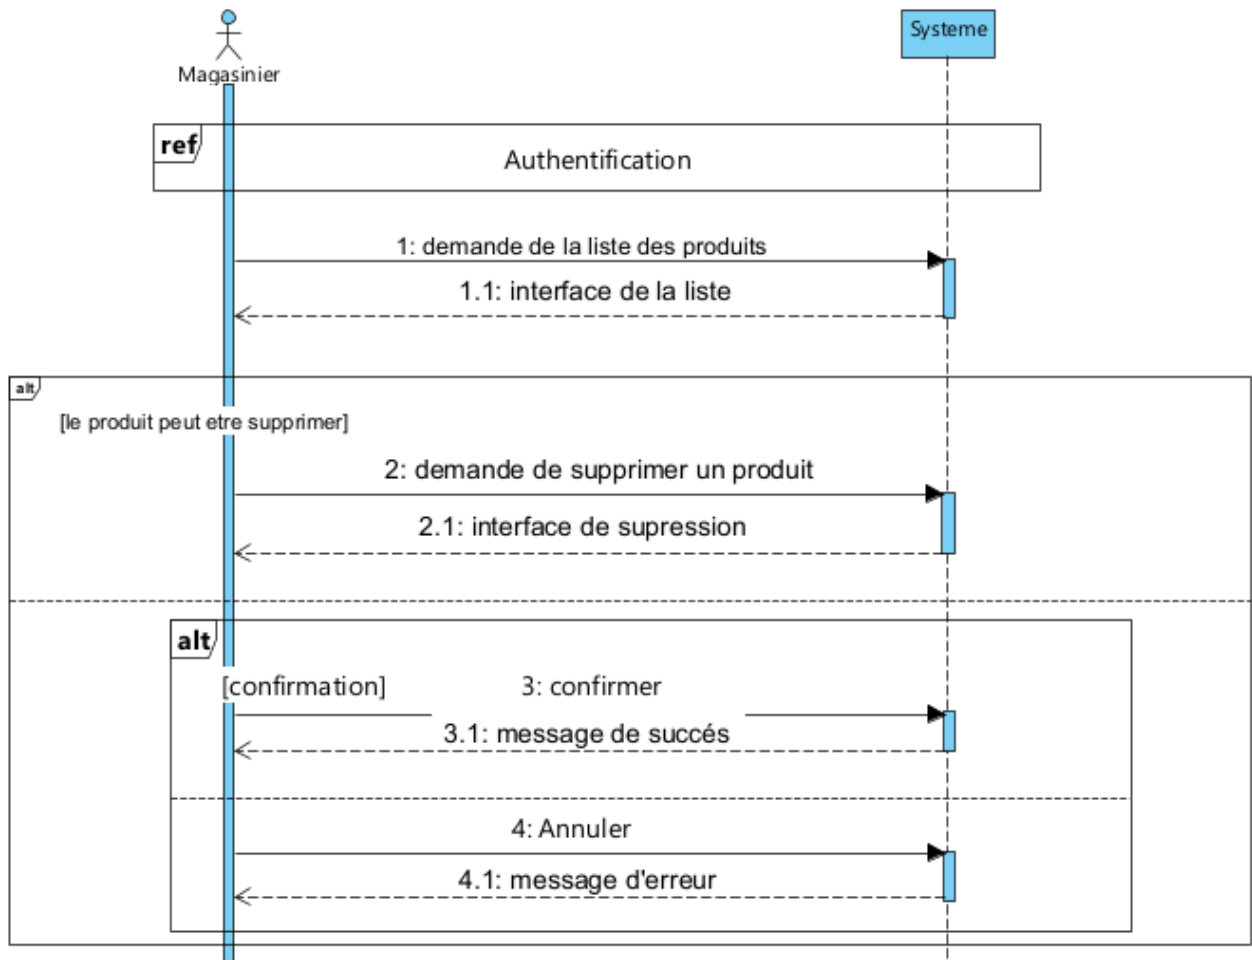 Magasinier
Systeme
ref
Authentification
1: demande de la liste des produits
1.1: interface de la liste
alt
[le produit peut etre supprimer]
2: demande de supprimer un produit
2.1: interface de supression
alt
[confirmation]
3: confirmer
3.1: message de succés
4: Annuler
4.1: message d'erreur